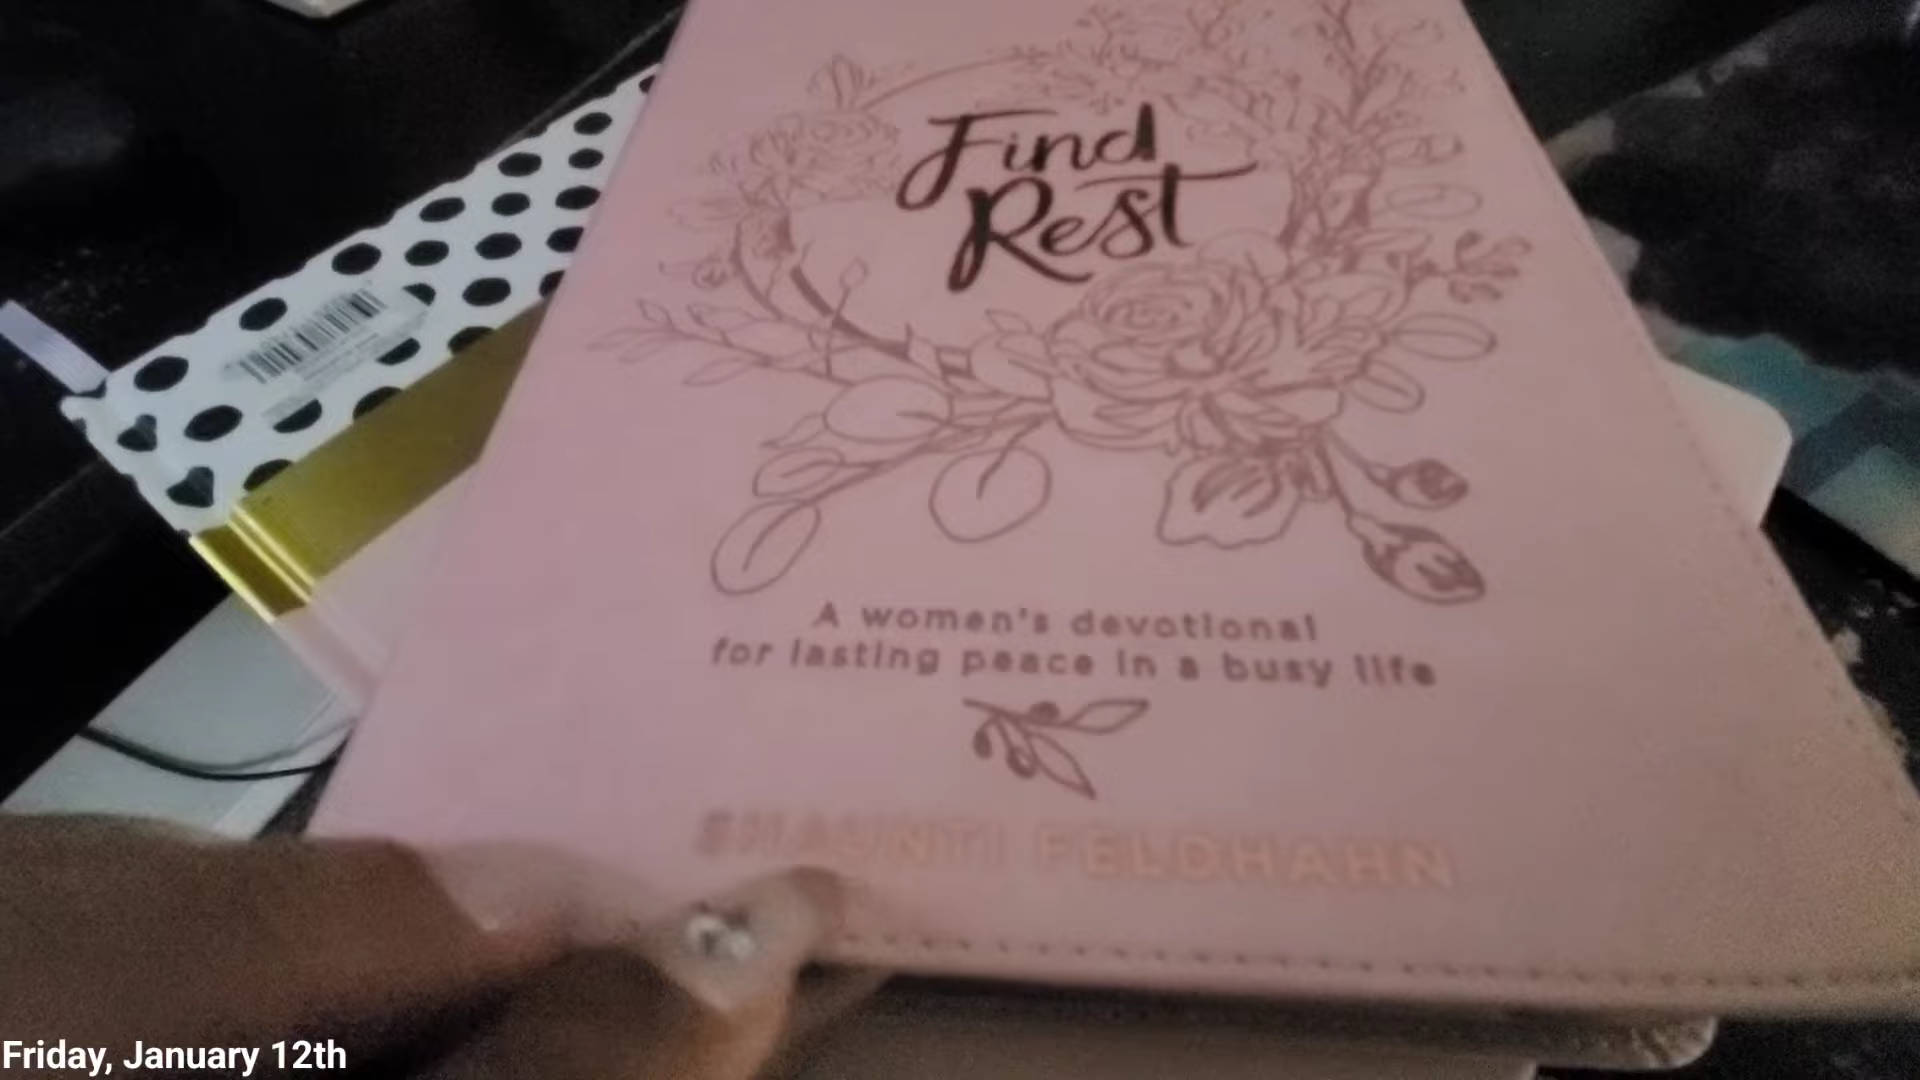 Find
Rest
A women's devotional
for lasting peace in a busy life
SHAUNTI FELDHAHN
Friday, January 12th